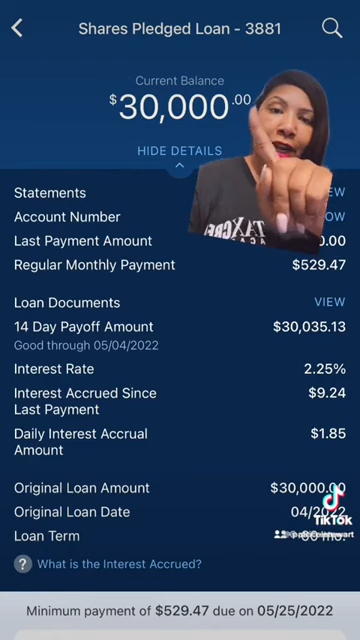 Shares Pledged Loan - 3881
Current Balance
$30,000.00
HIDE DETAILS
Statements
Account Number
Last Payment Amount
Regular Monthly Payment $529.47
Loan Documents VIEW
14 Day Payoff Amount $30,035.13
Good through 05/04/2022
Interest Rate 2.25%
Interest Accrued Since $9.24
Last Payment
Daily Interest Accrual $1.85
Amount
Original Loan Amount $30,000.00
Original Loan Date 04/2022
TikTok
Loan Term mo.
What is the Interest Accrued?
Minimum payment of $529.47 due on 05/25/2022